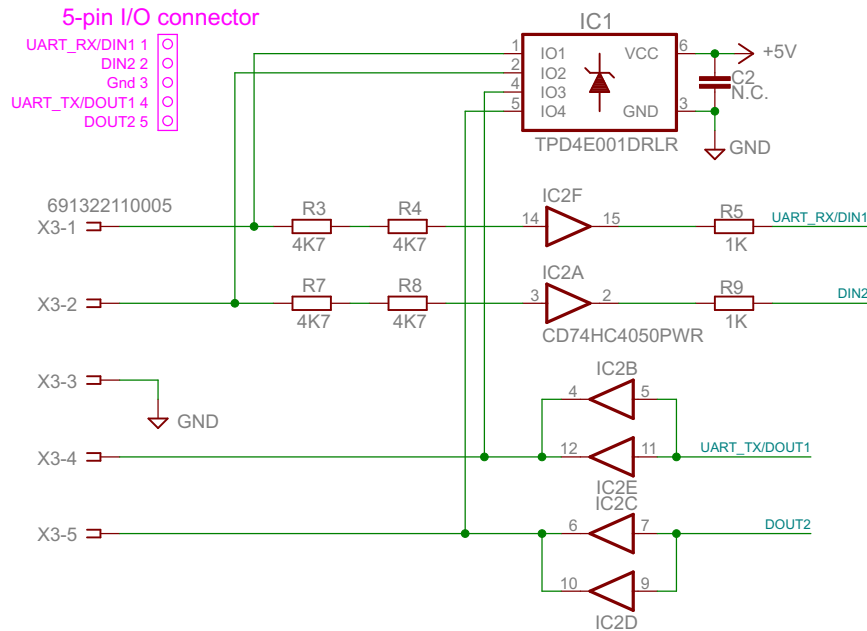 5-pin I/O connector
UART_RX/DIN1 1
DIN2 2
Gnd 3
UART_TX/DOUT1 4
DOUT2 5
IC1
1 IO1 VCC 6 +5V
2 IO2
4 IO3
5 IO4 GND 3
C2
N.C.
TPD4E001DRLR
GND
691322110005
X3-1
R3
4K7
R4
4K7
IC2F
14 15
R5
1K
UART_RX/DIN1
X3-2
R7
4K7
R8
4K7
IC2A
3 2
CD74HC4050PWR
R9
1K
DIN2
X3-3
GND
IC2B
4 5
X3-4
12 11
UART_TX/DOUT1
IC2E
IC2C
X3-5
6 7
DOUT2
10 9
IC2D